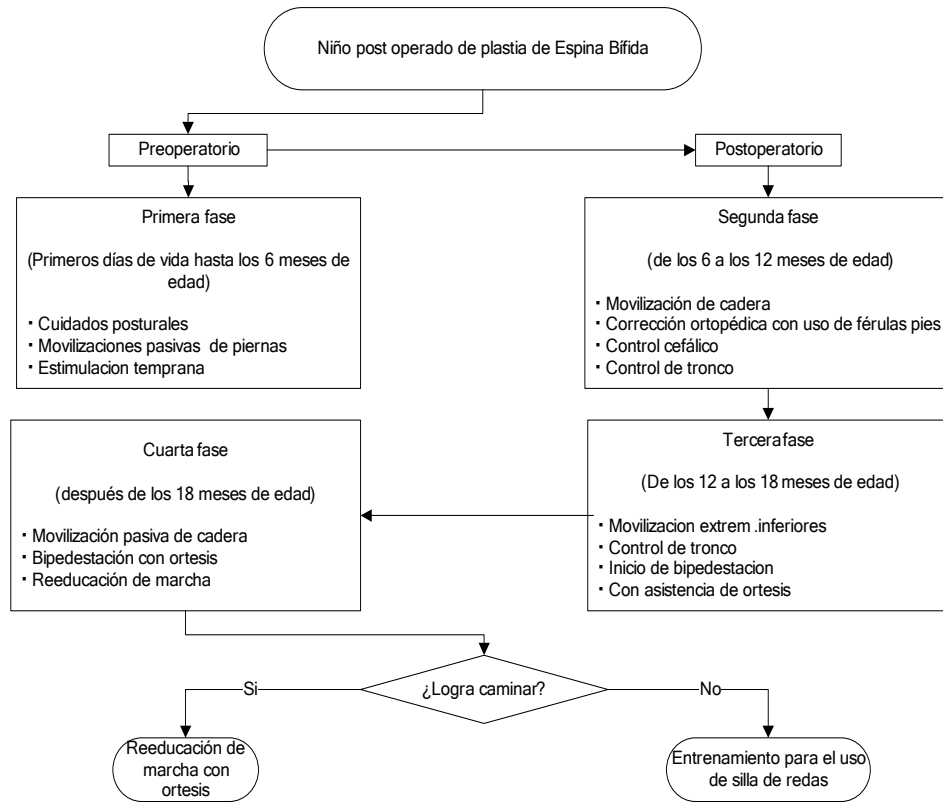 Niño post operado de plastia de Espina Bífida
Preoperatorio
Postoperatorio
Primera fase
(Primeros días de vida hasta los 6 meses de
edad)
· Cuidados posturales
· Movilizaciones pasivas de piernas
· Estimulacion temprana
Segunda fase
(de los 6 a los 12 meses de edad)
· Movilización de cadera
· Corrección ortopédica con uso de férulas pies
· Control cefálico
· Control de tronco
Tercera fase
(De los 12 a los 18 meses de edad)
· Movilizacion extrem .inferiores
· Control de tronco
· Inicio de bipedestacion
· Con asistencia de ortesis
Cuarta fase
(después de los 18 meses de edad)
· Movilización pasiva de cadera
· Bipedestación con ortesis
· Reeducación de marcha
¿Logra caminar?
Si
No
Reeducación de
marcha con
ortesis
Entrenamiento para el uso
de silla de redas